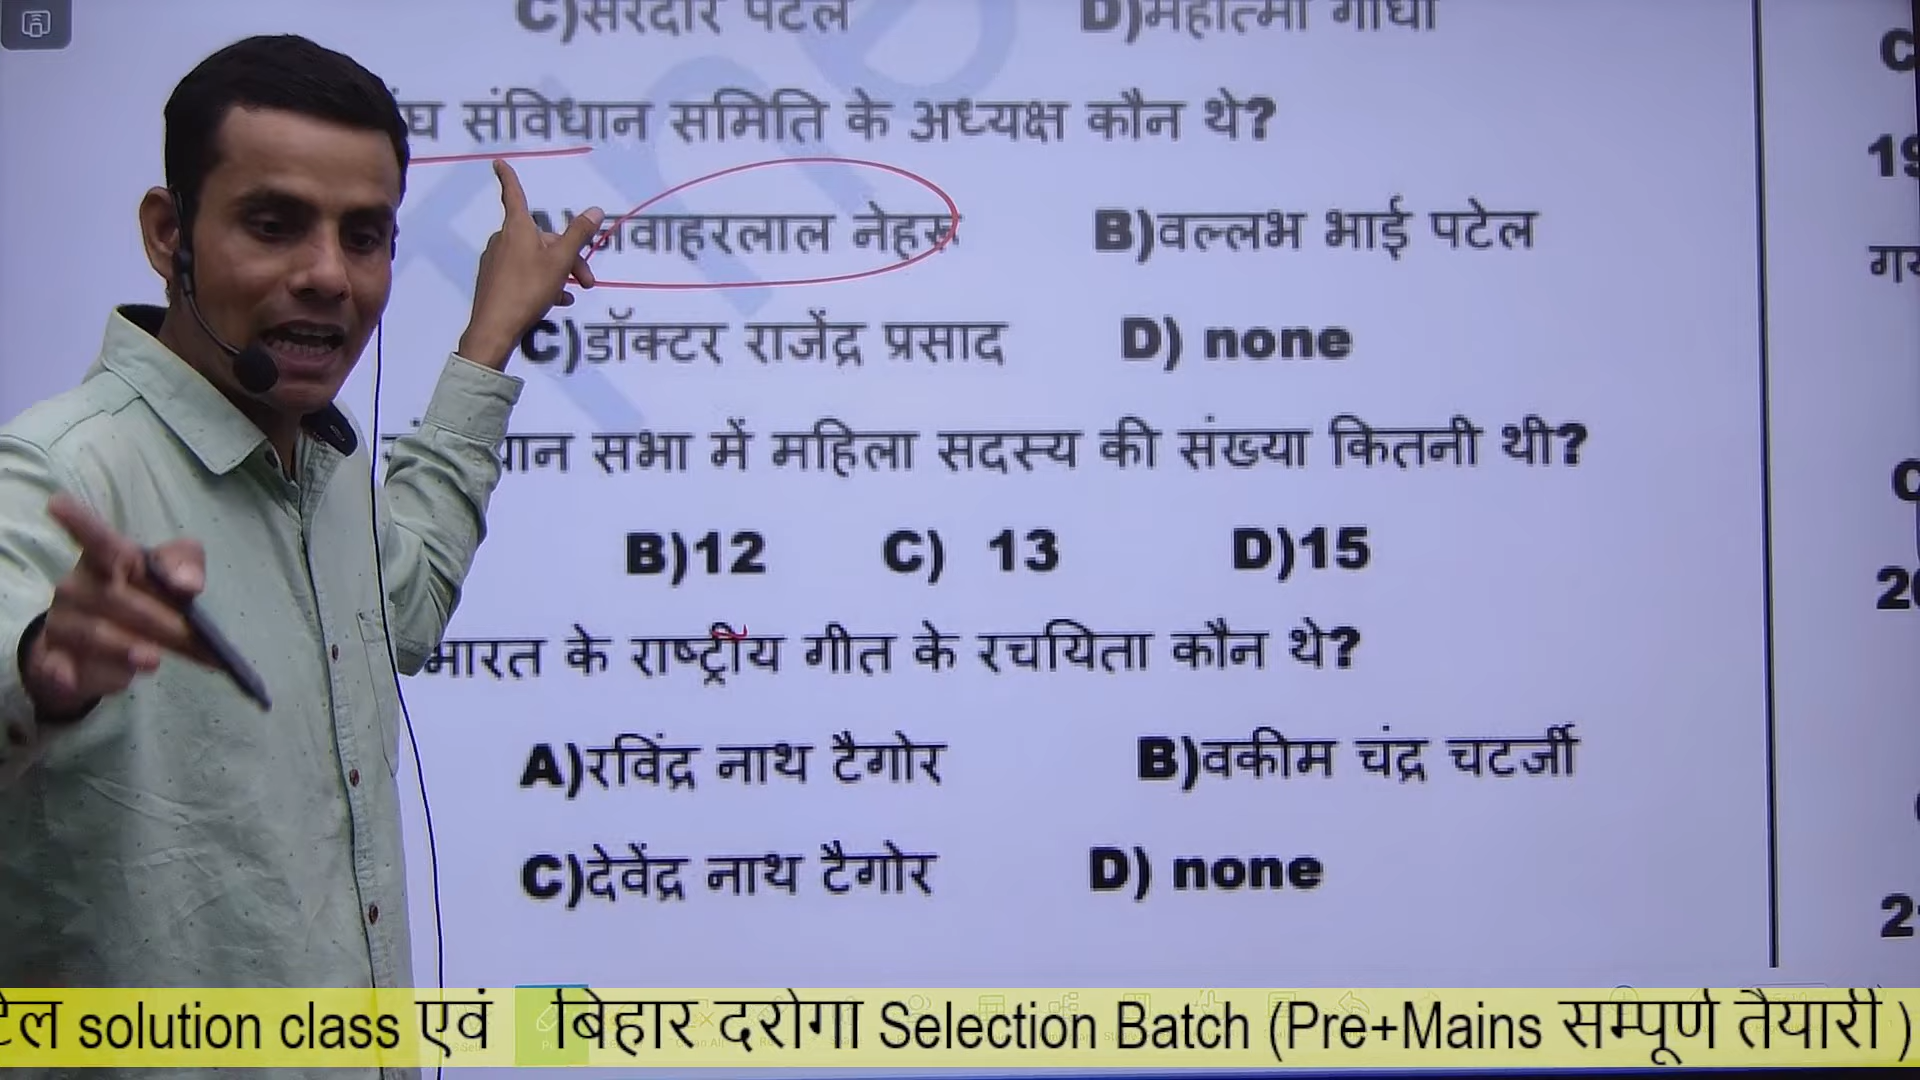 C)सरदार पटेल D)महात्मा गांधी
संविधान समिति के अध्यक्ष कौन थे?
A)जवाहरलाल नेहरू B)वल्लभ भाई पटेल
C)डॉक्टर राजेंद्र प्रसाद D) none
सभा में महिला सदस्य की संख्या कितनी थी?
B)12 C) 13 D)15
भारत के राष्ट्रीय गीत के रचयिता कौन थे?
A)रविंद्र नाथ टैगोर B)वकीम चंद्र चटर्जी
C)देवेंद्र नाथ टैगोर D) none
solution class एवं बिहार दरोगा Selection Batch (Pre+Mains सम्पूर्ण तैयारी )